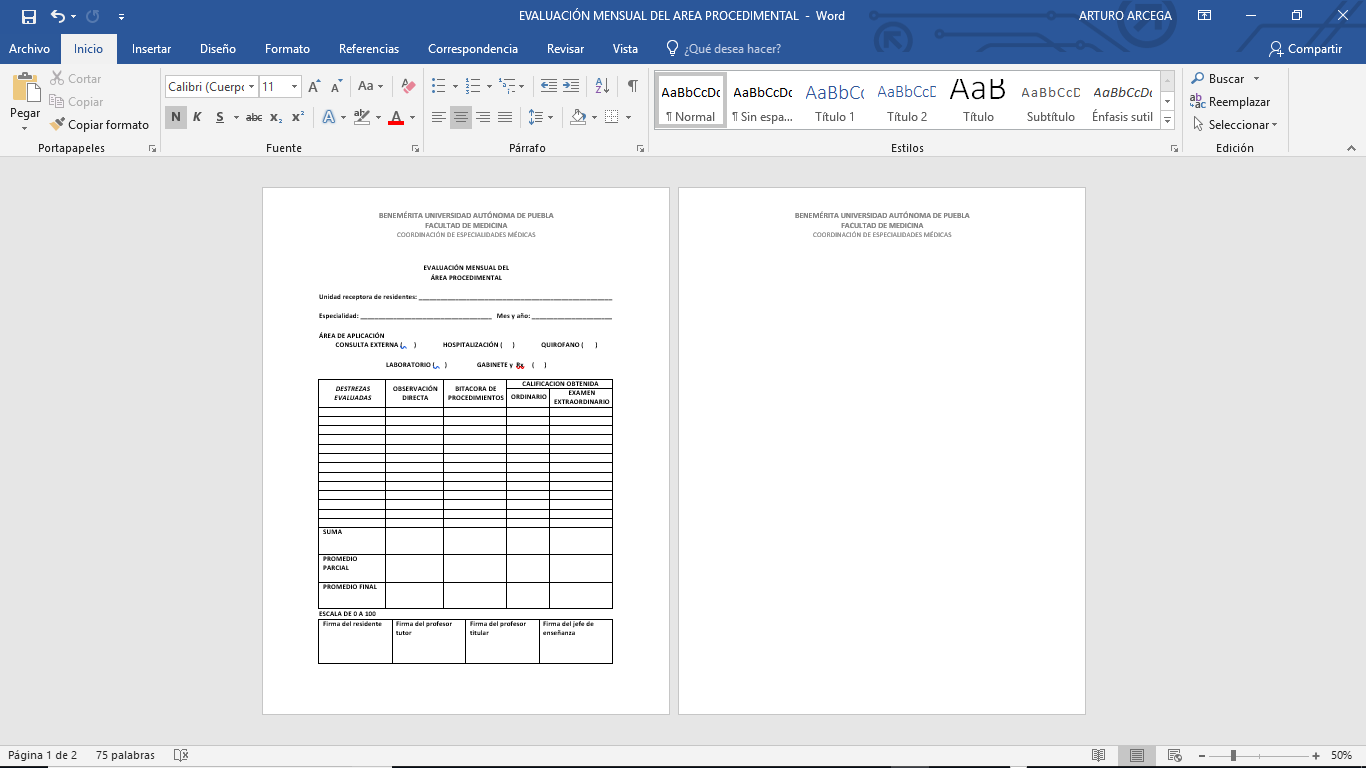 EVALUACIÓN MENSUAL DEL AREA PROCEDIMENTAL - Word
ARTURO ARCEGA
Archivo Inicio Insertar Diseño Formato Referencias Correspondencia Revisar Vista ¿Qué desea hacer? Compartir
Pegar
Cortar
Copiar
Copiar formato
Portapapeles
Calibri (Cuerpo 11
Aa
N K S abc x₂ x²
A aby A
Fuente
Párrafo
AaBbCcDc AaBbCcDc AaBbCc AaBbCcD AaB AaBbCcD AaBbCcDc
¶ Normal ¶ Sin espa... Título 1 Título 2 Título Subtítulo Énfasis sutil
Estilos
Buscar
Reemplazar
Seleccionar
Edición
BENEMÉRITA UNIVERSIDAD AUTÓNOMA DE PUEBLA
FACULTAD DE MEDICINA
COORDINACIÓN DE ESPECIALIDADES MÉDICAS
EVALUACIÓN MENSUAL DEL
ÁREA PROCEDIMENTAL
Unidad receptora de residentes:
Especialidad: Mes y año:
ÁREA DE APLICACIÓN
CONSULTA EXTERNA ( ) HOSPITALIZACIÓN ( ) QUIROFANO ( )
LABORATORIO ( ) GABINETE y ( )
DESTREZAS EVALUADAS
OBSERVACIÓN DIRECTA
BITACORA DE PROCEDIMIENTOS
CALIFICACION OBTENIDA
ORDINARIO
EXAMEN EXTRAORDINARIO
SUMA
PROMEDIO PARCIAL
PROMEDIO FINAL
ESCALA DE 0 A 100
Firma del residente
Firma del profesor tutor
Firma del profesor titular
Firma del jefe de enseñanza
BENEMÉRITA UNIVERSIDAD AUTÓNOMA DE PUEBLA
FACULTAD DE MEDICINA
COORDINACIÓN DE ESPECIALIDADES MÉDICAS
Página 1 de 2 75 palabras 50%